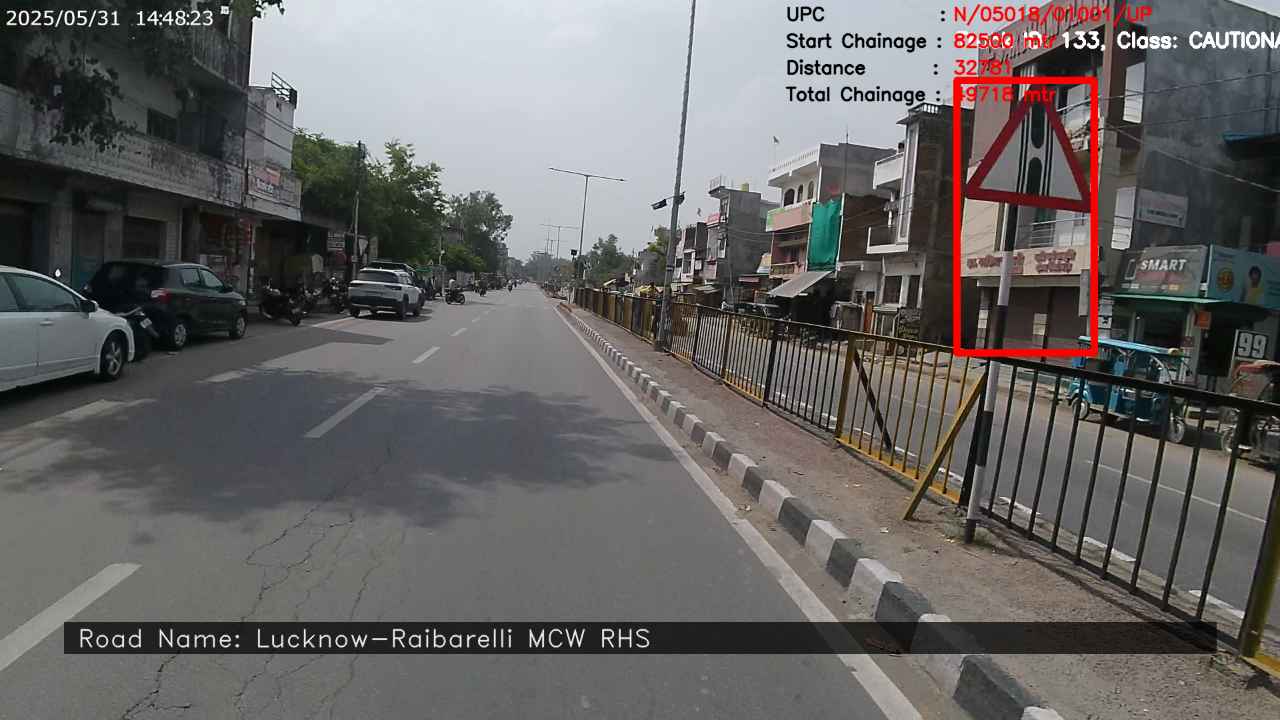 2025/05/31 14:48:23
UPC : N/05018/01001/UP
Start Chainage : 82500 mtr
133, Class: CAUTIONA
Distance : 32781
Total Chainage : 49718 mtr
SMART
99
Road Name: Lucknow-Raibarelli MCW RHS